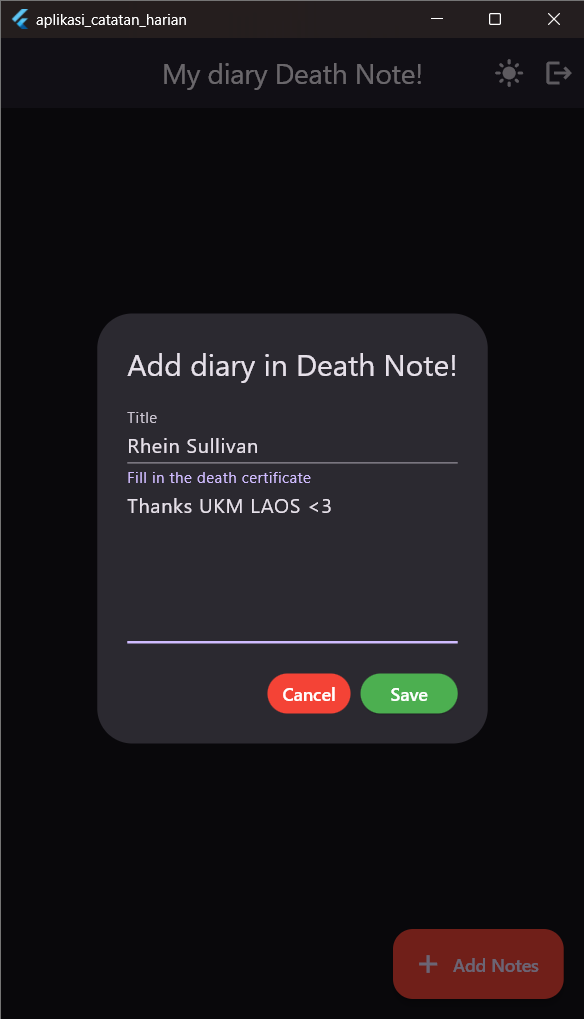 aplikasi_catatan_harian
My diary Death Note!
Add diary in Death Note!
Title
Rhein Sullivan
Fill in the death certificate
Thanks UKM LAOS <3
Cancel
Save
Add Notes